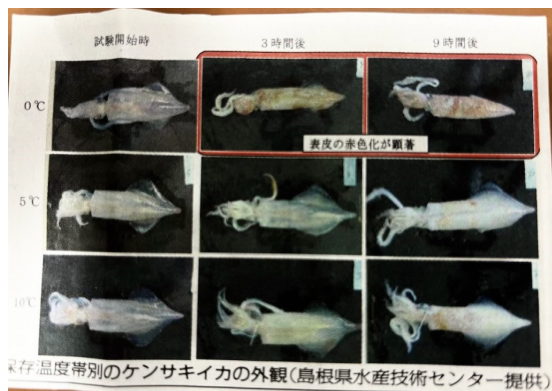 試験開始時 3時間後 9時間後
0℃
表皮の赤色化が顕著
5℃
10℃
保存温度帯別のケンサキイカの外観(島根県水産技術センター提供)